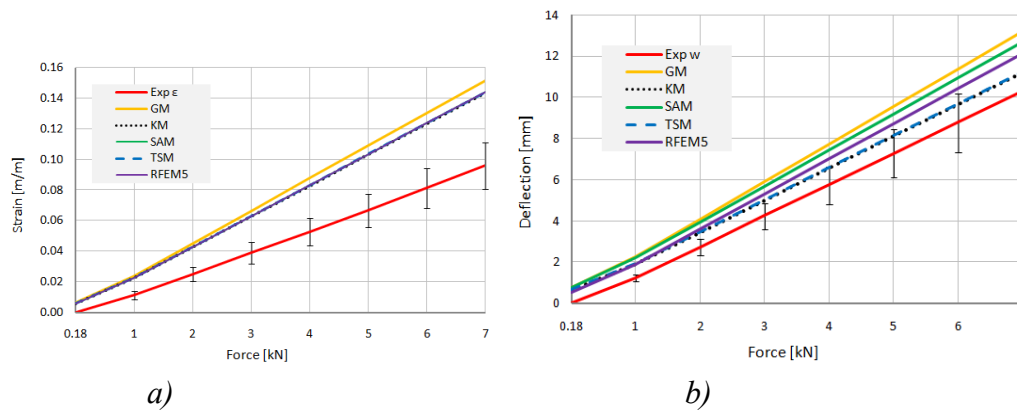 0.16
0.14
0.12
0.10
0.08
0.06
0.04
0.02
0.00
Strain [m/m]
Exp ε
GM
KM
SAM
TSM
RFEM5
0.18 1 2 3 4 5 6 7
Force [kN]
a)
14
12
10
8
6
4
2
0
Deflection [mm]
Exp w
GM
KM
SAM
TSM
RFEM5
0.18 1 2 3 4 5 6
Force [kN]
b)